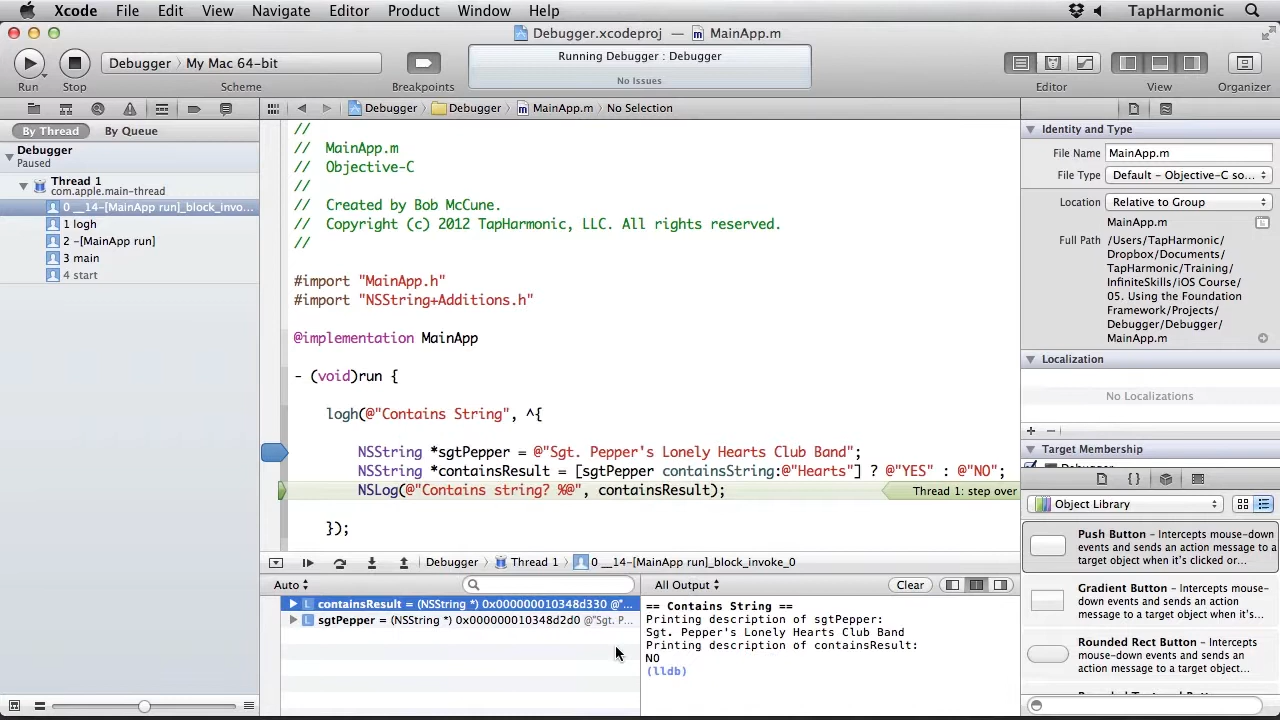 Xcode File Edit View Navigate Editor Product Window Help TapHarmonic
Debugger.xcodeproj — MainApp.m
Debugger My Mac 64-bit
Running Debugger : Debugger
No Issues
Run Stop Scheme Breakpoints Editor View Organizer
Debugger Debugger MainApp.m No Selection
By Thread By Queue
Debugger
Paused
Thread 1
com.apple.main-thread
0 __14-[MainApp run]_block_invo...
1 logh
2 -[MainApp run]
3 main
4 start
//
// MainApp.m
// Objective-C
//
// Created by Bob McCune.
// Copyright (c) 2012 TapHarmonic, LLC. All rights reserved.
//
#import "MainApp.h"
#import "NSString+Additions.h"
@implementation MainApp
- (void)run {
logh(@"Contains String", ^{
NSString *sgtPepper = @"Sgt. Pepper's Lonely Hearts Club Band";
NSString *containsResult = [sgtPepper containsString:@"Hearts"] ? @"YES" : @"NO";
NSLog(@"Contains string? %@", containsResult);
Thread 1: step over
});
Debugger Thread 1 0 __14-[MainApp run]_block_invoke_0
Auto
containsResult = (NSString *) 0x000000010348d330 @"...
sgtPepper = (NSString *) 0x000000010348d2d0 @"Sgt. P...
All Output Clear
== Contains String ==
Printing description of sgtPepper:
Sgt. Pepper's Lonely Hearts Club Band
Printing description of containsResult:
NO
(lldb)
Identity and Type
File Name MainApp.m
File Type Default - Objective-C so...
Location Relative to Group
MainApp.m
Full Path /Users/TapHarmonic/
Dropbox/Documents/
TapHarmonic/Training/
InfiniteSkills/iOS Course/
05. Using the Foundation
Framework/Projects/
Debugger/Debugger/
MainApp.m
Localization
No Localizations
Target Membership
Object Library
Push Button - Intercepts mouse-down
events and sends an action message to a
target object when it's clicked or...
Gradient Button - Intercepts mouse-
down events and sends an action
message to a target object when it's...
Rounded Rect Button - Intercepts
mouse-down events and sends an
action message to a target object...